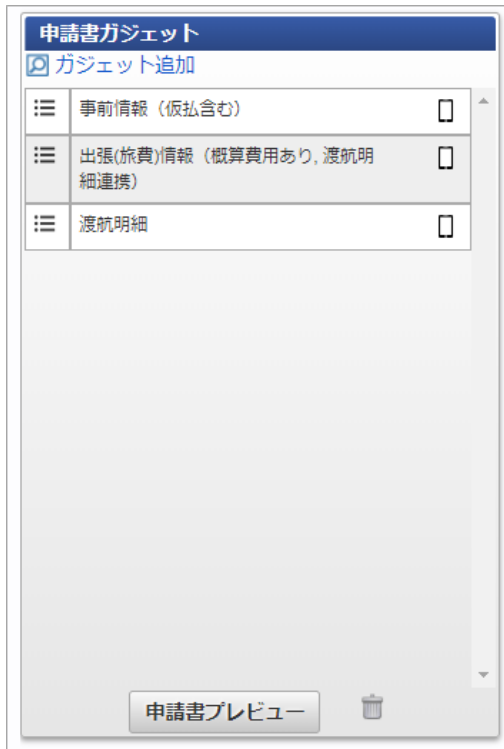 申請書ガジェット
ガジェット追加
事前情報（仮払含む）
出張(旅費)情報（概算費用あり, 渡航明
細連携）
渡航明細
申請書プレビュー